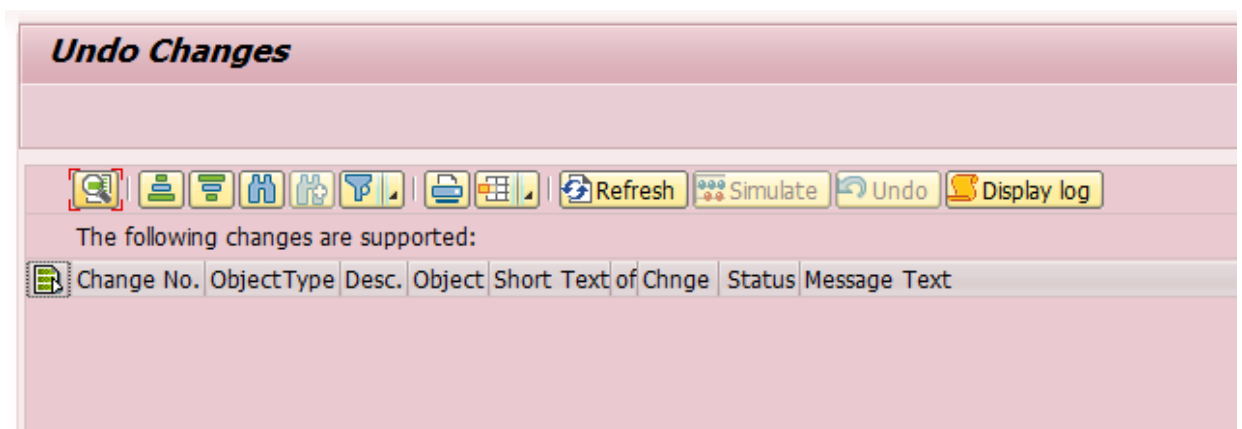 Undo Changes
Refresh Simulate Undo Display log
The following changes are supported:
Change No. ObjectType Desc. Object Short Text of Chnge Status Message Text